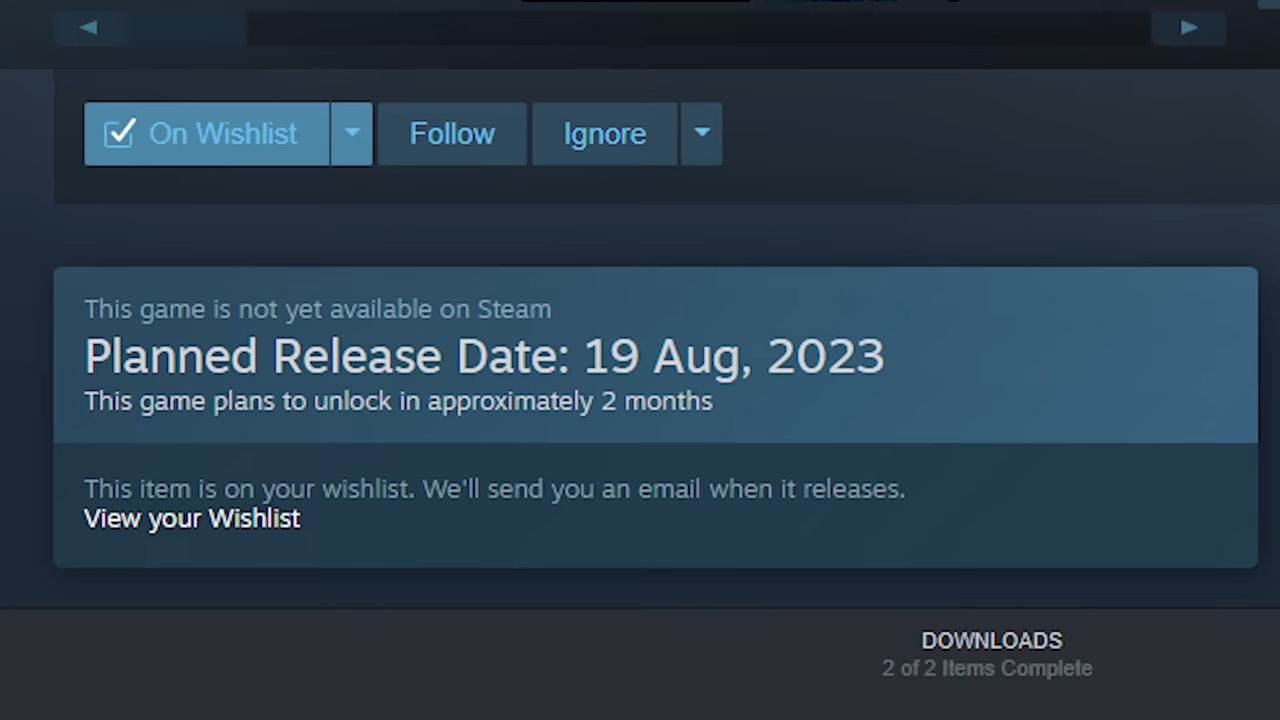 On Wishlist Follow Ignore
This game is not yet available on Steam
Planned Release Date: 19 Aug, 2023
This game plans to unlock in approximately 2 months
This item is on your wishlist. We'll send you an email when it releases.
View your Wishlist
DOWNLOADS
2 of 2 Items Complete